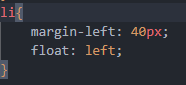 li{
    margin-left: 40px;
    float: left;
}